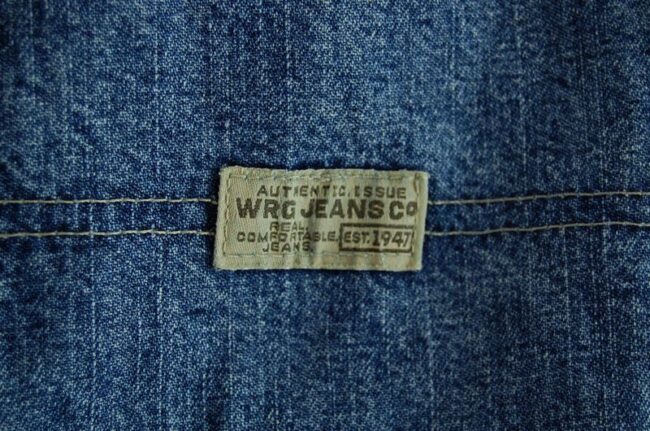 AUTHENTIC. ISSUE
WRG JEANS Co
REAL.
COMFORTABLE. EST. 1947
JEANS.